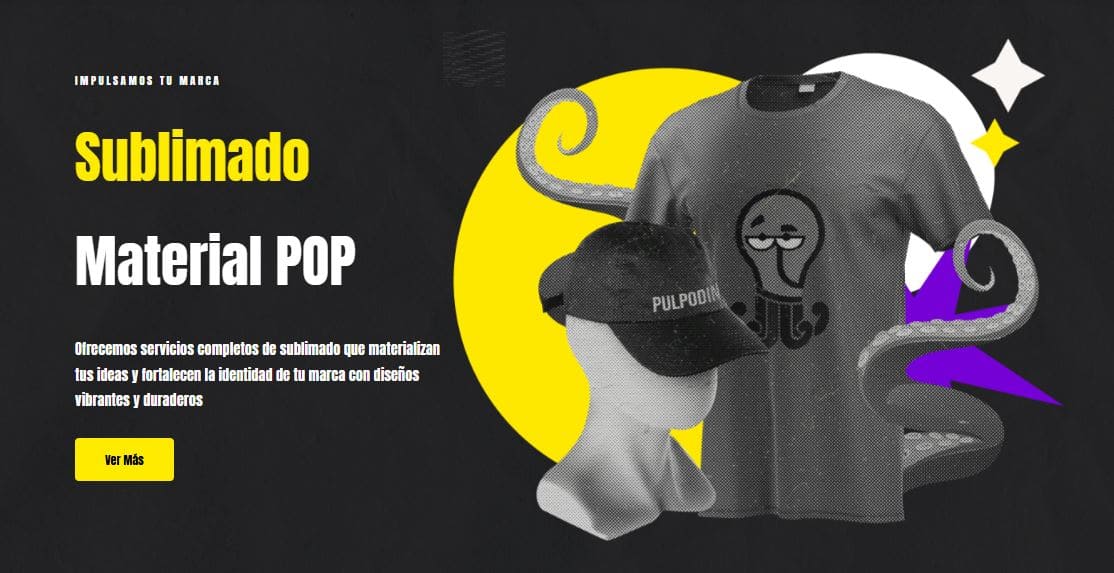 IMPULSAMOS TU MARCA
Sublimado
Material POP
Ofrecemos servicios completos de sublimado que materializan
tus ideas y fortalecen la identidad de tu marca con diseños
vibrantes y duraderos
Ver Más
PULPODIN